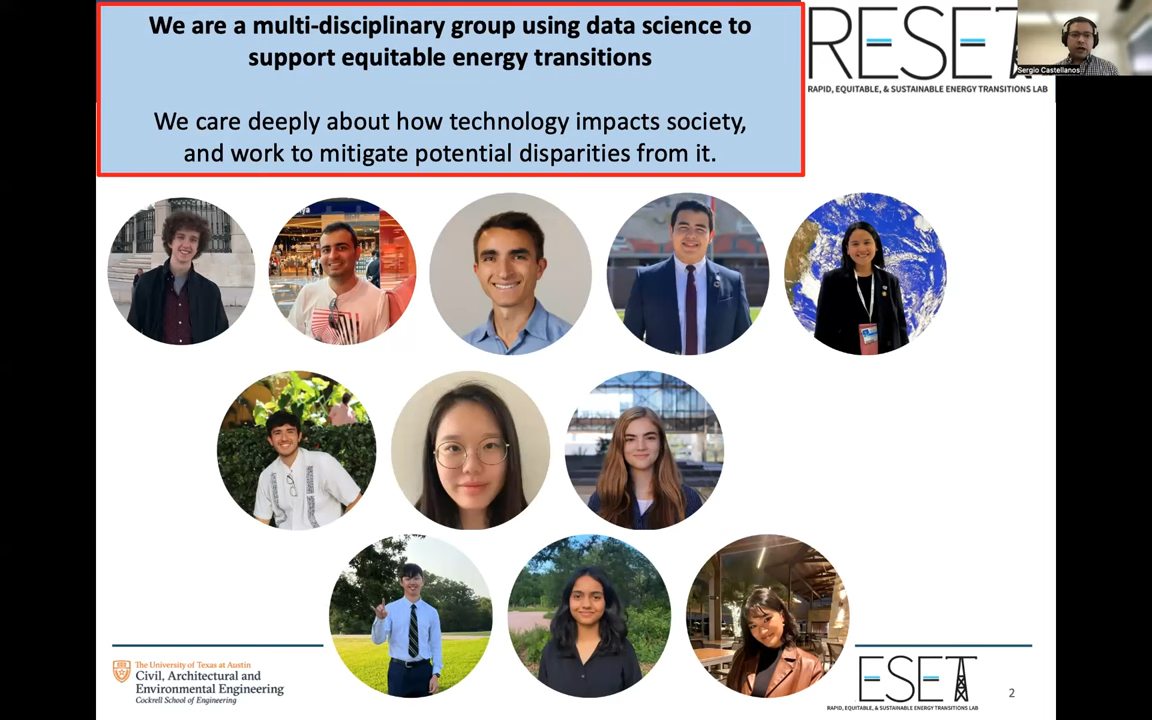 We are a multi-disciplinary group using data science to
support equitable energy transitions
We care deeply about how technology impacts society,
and work to mitigate potential disparities from it.
RESET
RAPID, EQUITABLE, & SUSTAINABLE ENERGY TRANSITIONS LAB
Sergio Castellanos
The University of Texas at Austin
Civil, Architectural and
Environmental Engineering
Cockrell School of Engineering
ESET
RAPID, EQUITABLE, & SUSTAINABLE ENERGY TRANSITIONS LAB
2